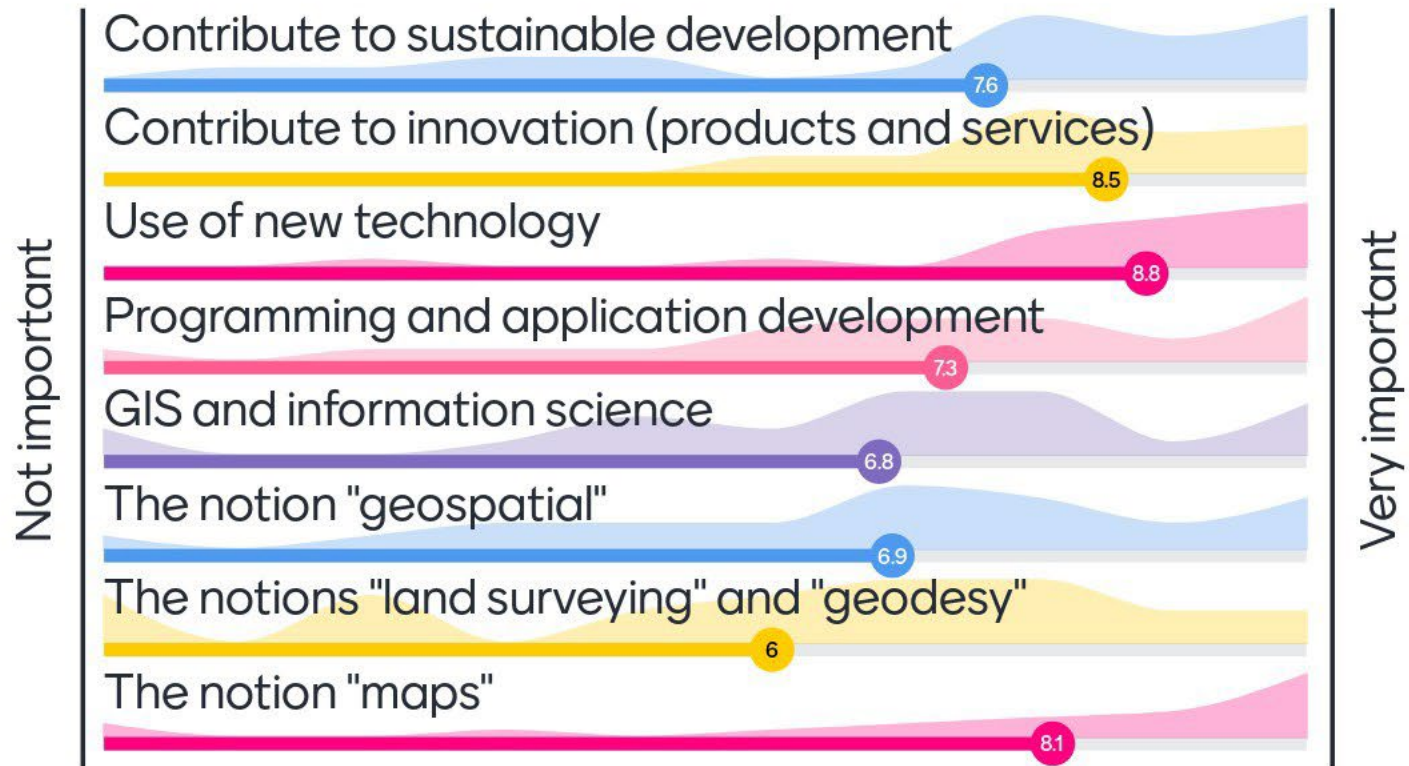 Not important
Contribute to sustainable development
7.6
Contribute to innovation (products and services)
8.5
Use of new technology
8.8
Programming and application development
7.3
GIS and information science
6.8
The notion "geospatial"
6.9
The notions "land surveying" and "geodesy"
6
The notion "maps"
8.1
Very important